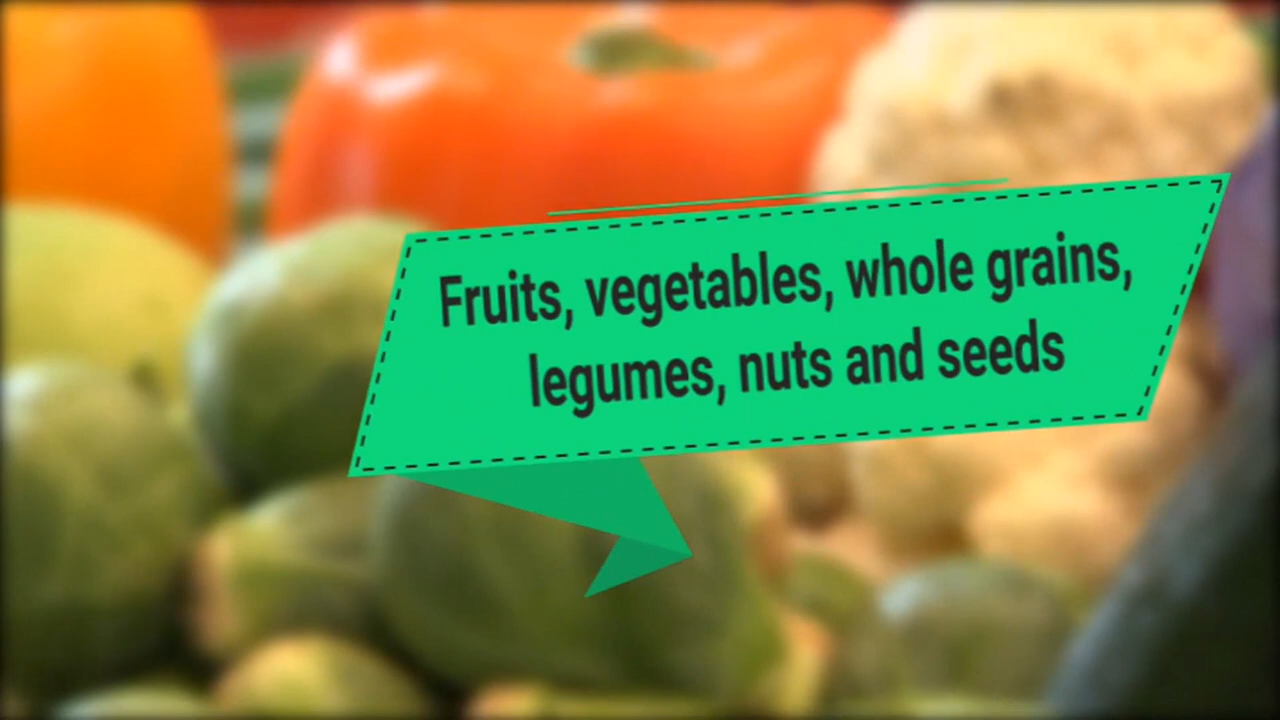 Fruits, vegetables, whole grains,
legumes, nuts and seeds